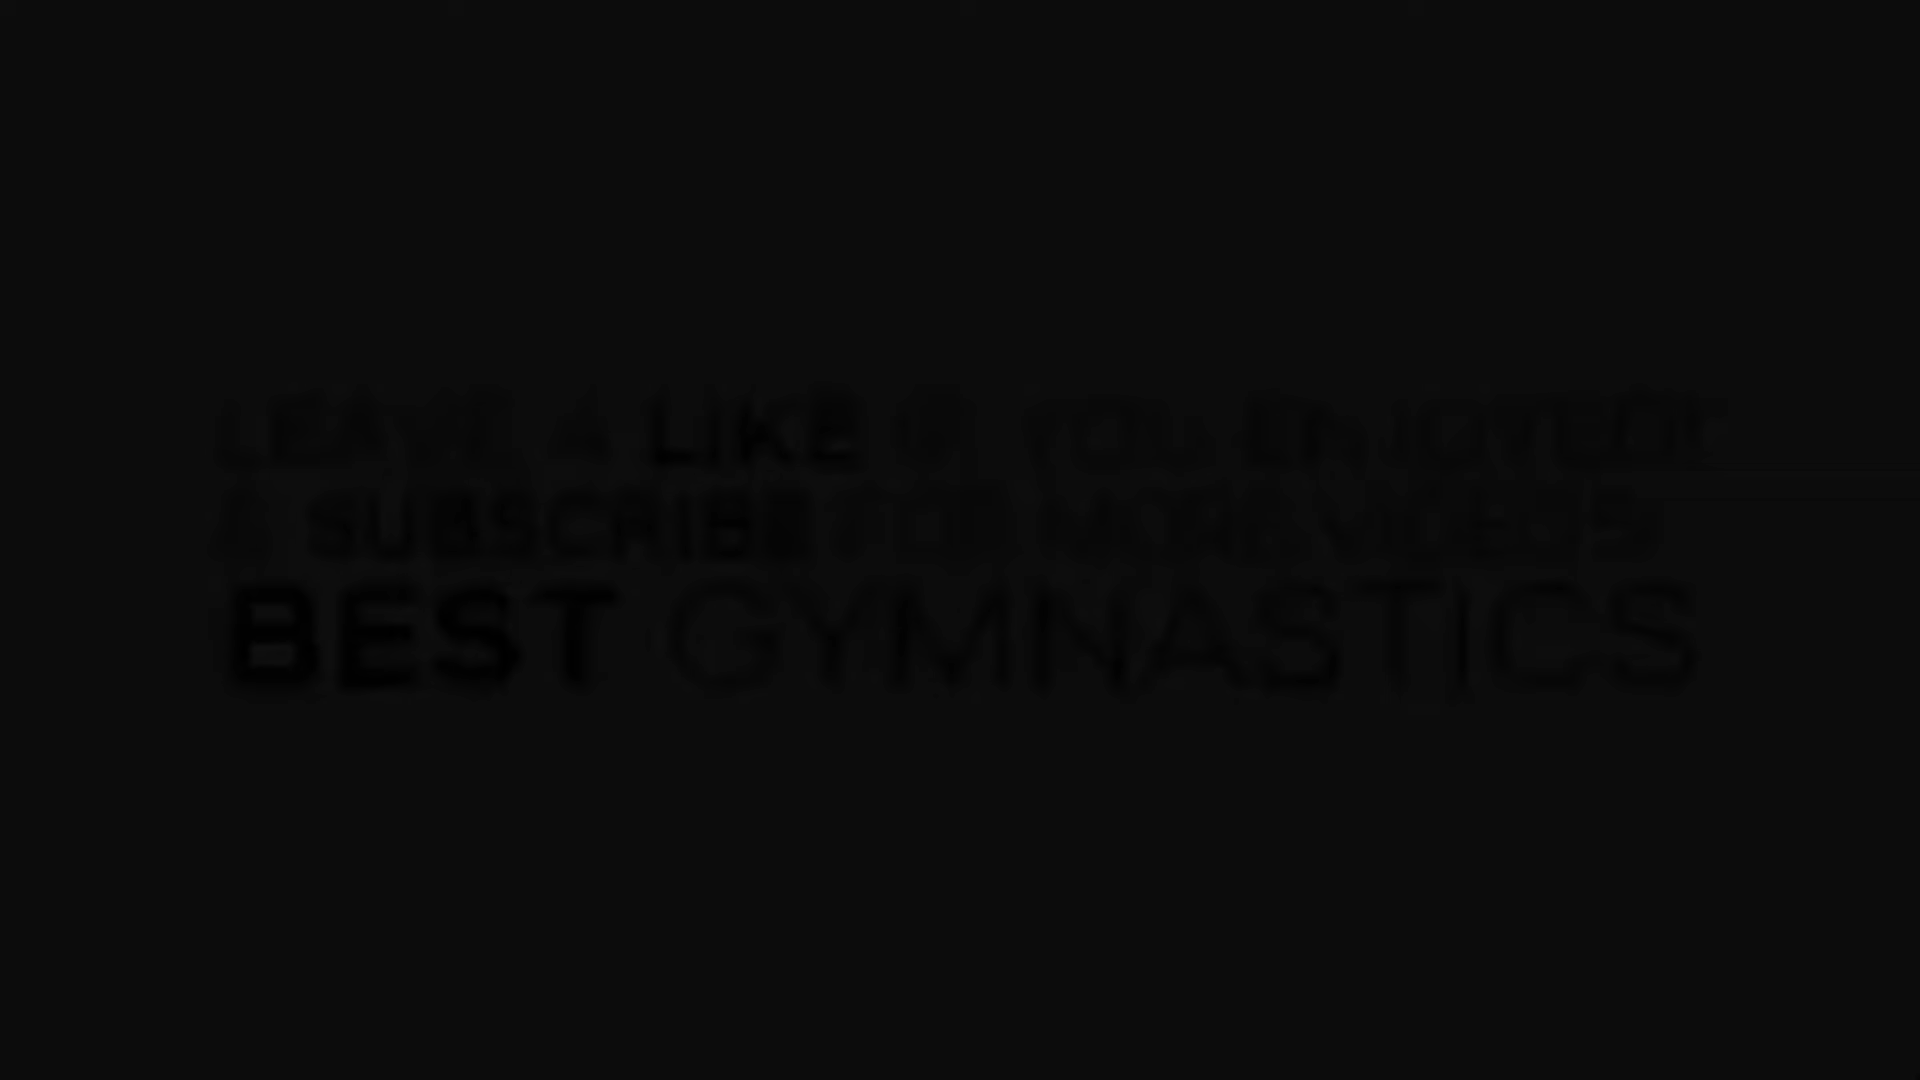 LEAVE A LIKE IF YOU ENJOYED!
& SUBSCRIBE FOR MORE VIDEOS
BEST GYMNASTICS